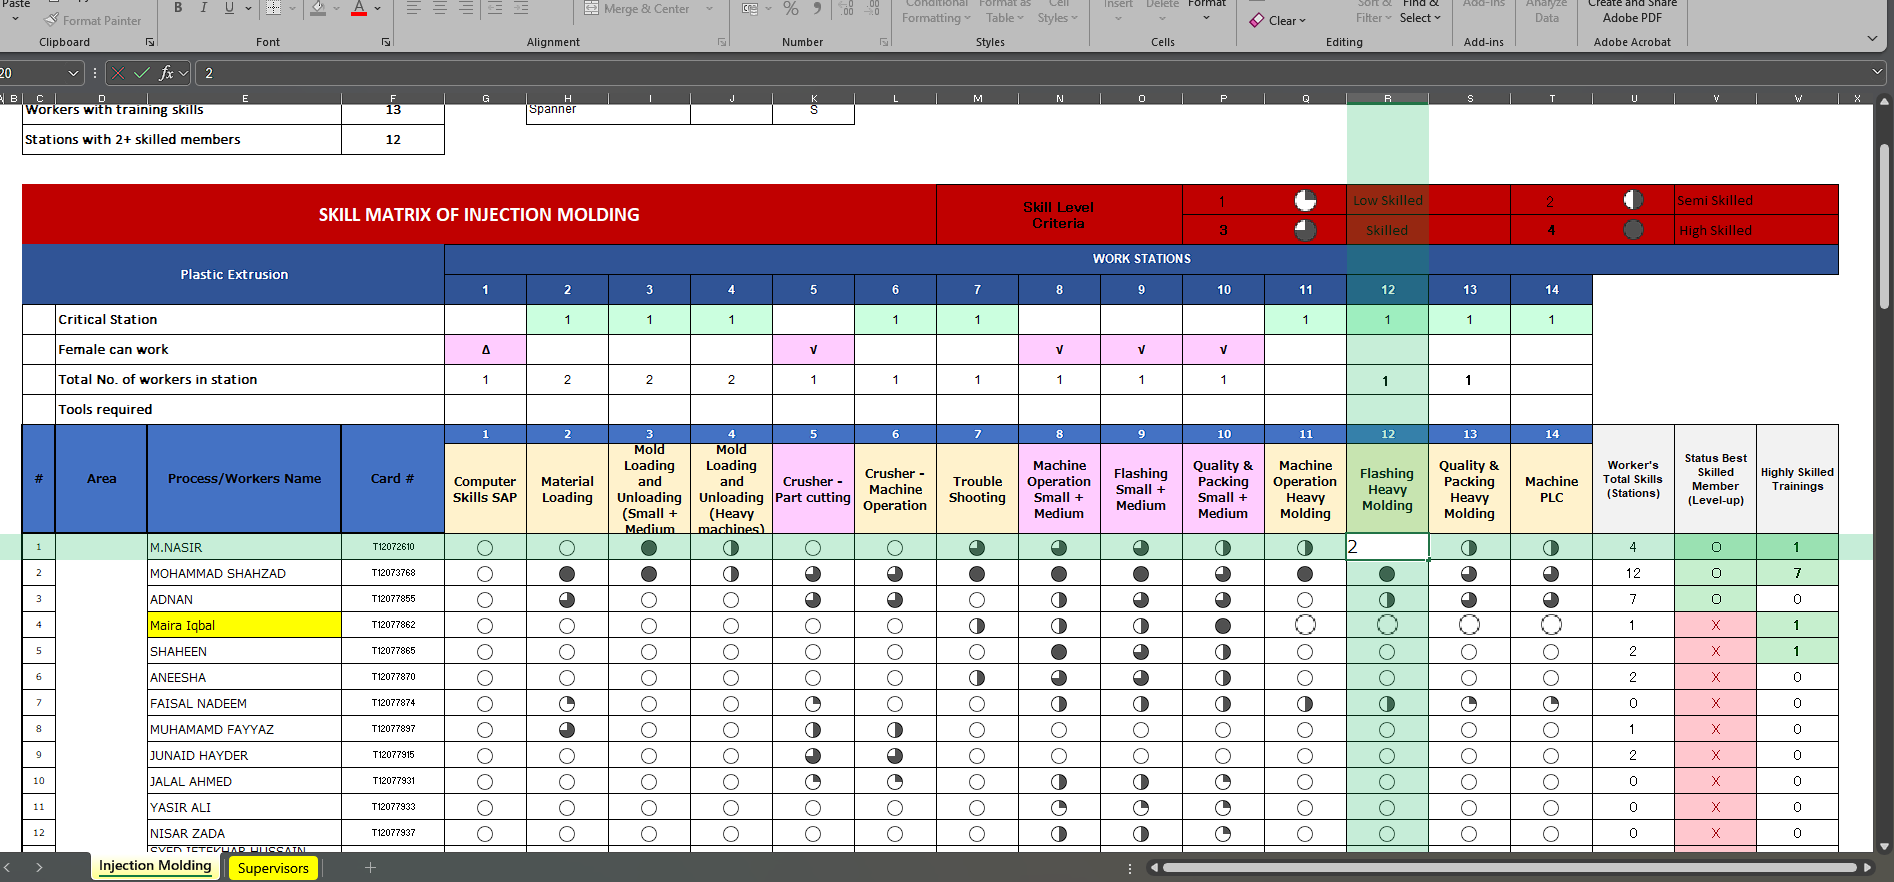 Paste
Format Painter
B I U A
Merge & Center
% 9
Conditional Format as Cell
Formatting Table Styles
Insert Delete Format
Clear
Sort & Find &
Filter Select
Add-ins
Analyze
Data
Create and Share
Adobe PDF
Clipboard Font Alignment Number Styles Cells Editing Add-ins Adobe Acrobat
20 fx 2
A B C D E F G H I J K L M N O P Q R S T U V W X
Workers with training skills 13 Spanner S
Stations with 2+ skilled members 12
SKILL MATRIX OF INJECTION MOLDING
Skill Level
Criteria
1 Low Skilled 2 Semi Skilled
3 Skilled 4 High Skilled
Plastic Extrusion
WORK STATIONS
1 2 3 4 5 6 7 8 9 10 11 12 13 14
Critical Station 1 1 1 1 1 1 1 1 1
Female can work Δ √ √ √ √
Total No. of workers in station 1 2 2 2 1 1 1 1 1 1 1 1
Tools required
1 2 3 4 5 6 7 8 9 10 11 12 13 14
# Area Process/Workers Name Card #
Computer
Skills SAP
Material
Loading
Mold
Loading
and
Unloading
(Small +
Medium
Mold
Loading
and
Unloading
(Heavy
machines)
Crusher -
Part cutting
Crusher -
Machine
Operation
Trouble
Shooting
Machine
Operation
Small +
Medium
Flashing
Small +
Medium
Quality &
Packing
Small +
Medium
Machine
Operation
Heavy
Molding
Flashing
Heavy
Molding
Quality &
Packing
Heavy
Molding
Machine
PLC
Worker's
Total Skills
(Stations)
Status Best
Skilled
Member
(Level-up)
Highly Skilled
Trainings
1 M.NASIR T12072610 2 4 O 1
2 MOHAMMAD SHAHZAD T12073768 12 O 7
3 ADNAN T12077855 7 O 0
4 Maira Iqbal T12077862 1 X 1
5 SHAHEEN T12077865 2 X 1
6 ANEESHA T12077870 2 X 0
7 FAISAL NADEEM T12077874 0 X 0
8 MUHAMAMD FAYYAZ T12077897 1 X 0
9 JUNAID HAYDER T12077915 2 X 0
10 JALAL AHMED T12077931 0 X 0
11 YASIR ALI T12077933 0 X 0
12 NISAR ZADA T12077937 0 X 0
SYED IFTEKHAR HUSSAIN
Injection Molding Supervisors